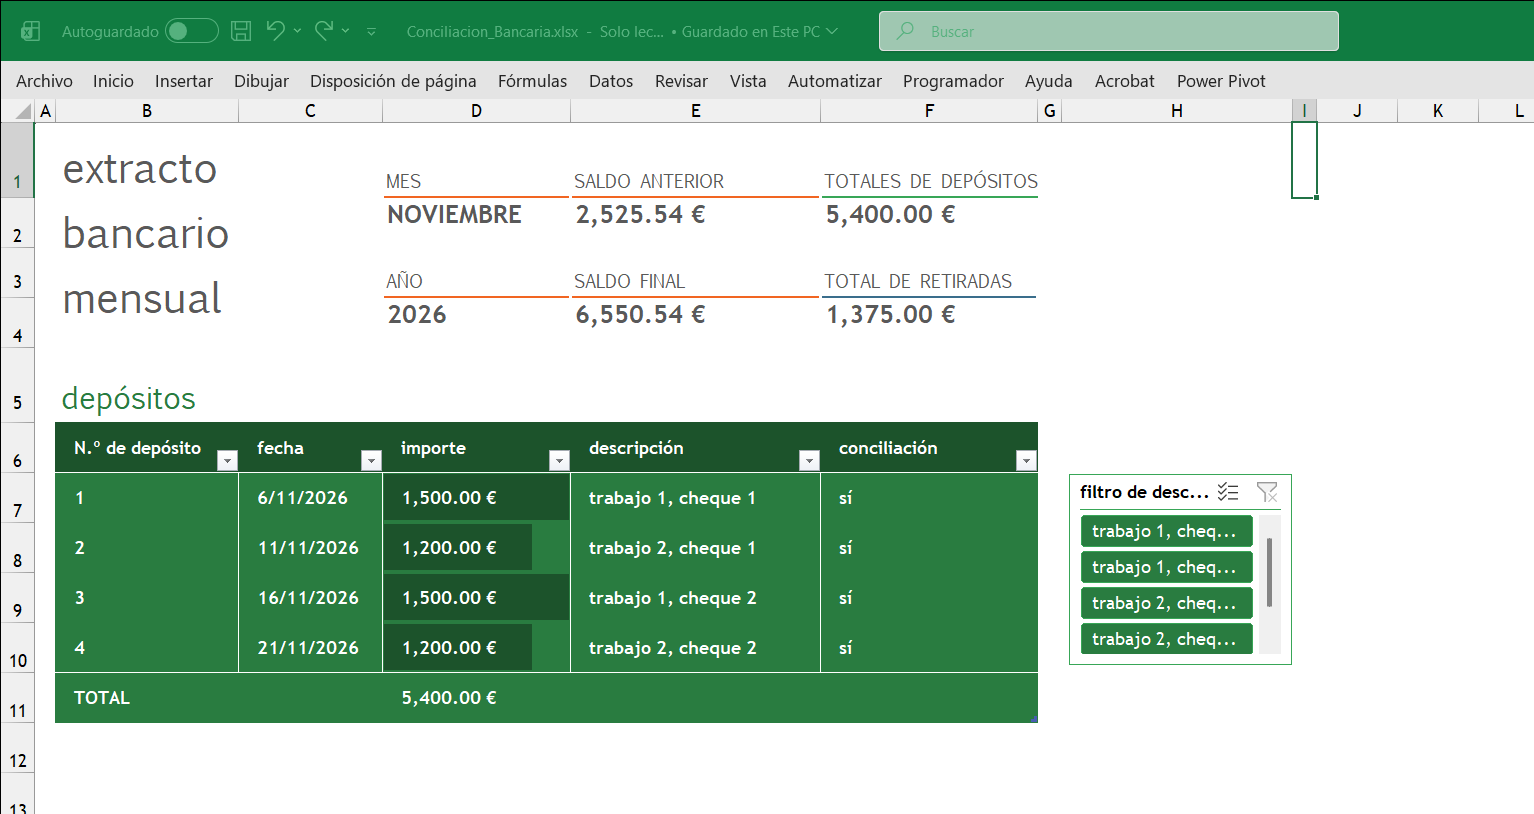 Autoguardado Conciliacion_Bancaria.xlsx - Solo lec... • Guardado en Este PC Buscar
Archivo Inicio Insertar Dibujar Disposición de página Fórmulas Datos Revisar Vista Automatizar Programador Ayuda Acrobat Power Pivot
A B C D E F G H I J K L
1 2 3 4 5 6 7 8 9 10 11 12 13
extracto
bancario
mensual
MES SALDO ANTERIOR TOTALES DE DEPÓSITOS
NOVIEMBRE 2,525.54 € 5,400.00 €
AÑO SALDO FINAL TOTAL DE RETIRADAS
2026 6,550.54 € 1,375.00 €
depósitos
N.º de depósito fecha importe descripción conciliación
1 6/11/2026 1,500.00 € trabajo 1, cheque 1 sí
2 11/11/2026 1,200.00 € trabajo 2, cheque 1 sí
3 16/11/2026 1,500.00 € trabajo 1, cheque 2 sí
4 21/11/2026 1,200.00 € trabajo 2, cheque 2 sí
TOTAL 5,400.00 €
filtro de desc...
trabajo 1, cheq...
trabajo 1, cheq...
trabajo 2, cheq...
trabajo 2, cheq...